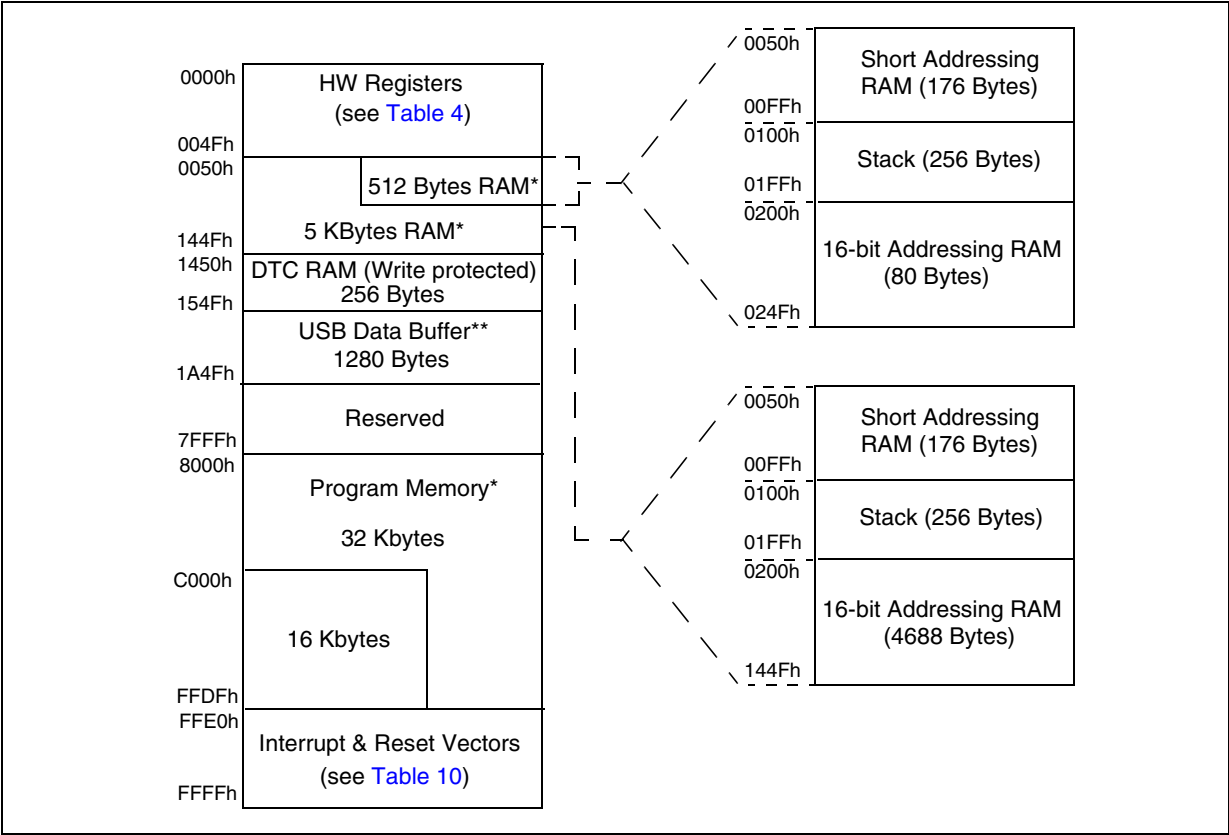 0000h
HW Registers
(see Table 4)
004Fh
0050h
512 Bytes RAM*
5 KBytes RAM*
144Fh
1450h
DTC RAM (Write protected)
256 Bytes
154Fh
USB Data Buffer**
1280 Bytes
1A4Fh
Reserved
7FFFh
8000h
Program Memory*
32 Kbytes
C000h
16 Kbytes
FFDFh
FFE0h
Interrupt & Reset Vectors
(see Table 10)
FFFFh
0050h
Short Addressing
RAM (176 Bytes)
00FFh
0100h
Stack (256 Bytes)
01FFh
0200h
16-bit Addressing RAM
(80 Bytes)
024Fh
0050h
Short Addressing
RAM (176 Bytes)
00FFh
0100h
Stack (256 Bytes)
01FFh
0200h
16-bit Addressing RAM
(4688 Bytes)
144Fh